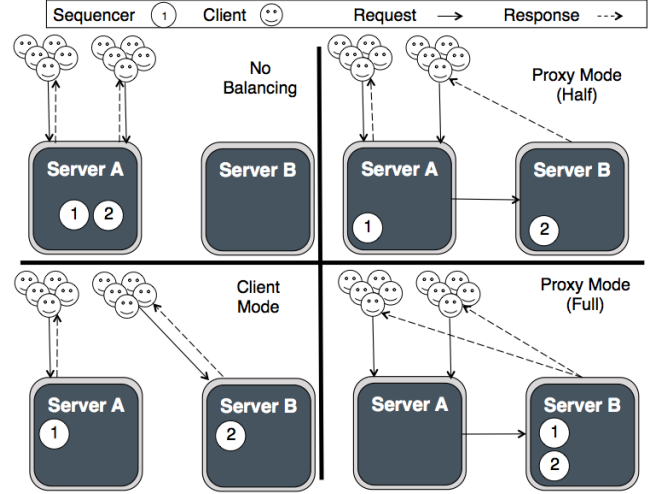 Sequencer 1 Client Request Response
No
Balancing
Server A
1 2
Server B
Proxy Mode
(Half)
Server A
1
Server B
2
Client
Mode
Server A
1
Server B
2
Proxy Mode
(Full)
Server A
Server B
1
2